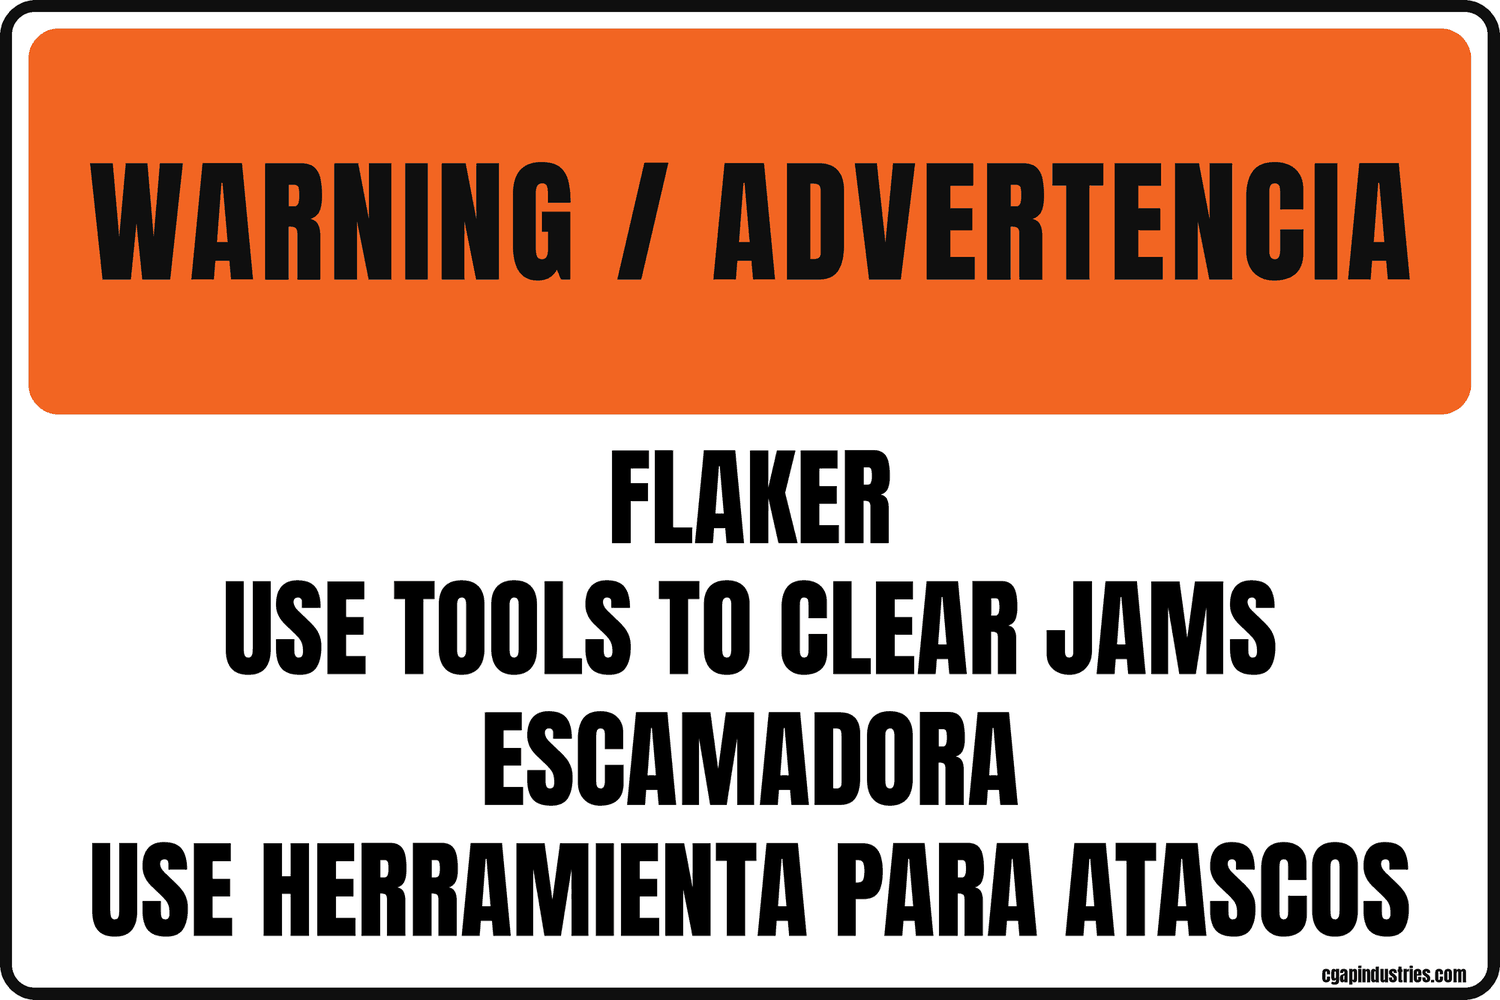 WARNING / ADVERTENCIA
FLAKER
USE TOOLS TO CLEAR JAMS
ESCAMADORA
USE HERRAMIENTA PARA ATASCOS
cgapindustries.com